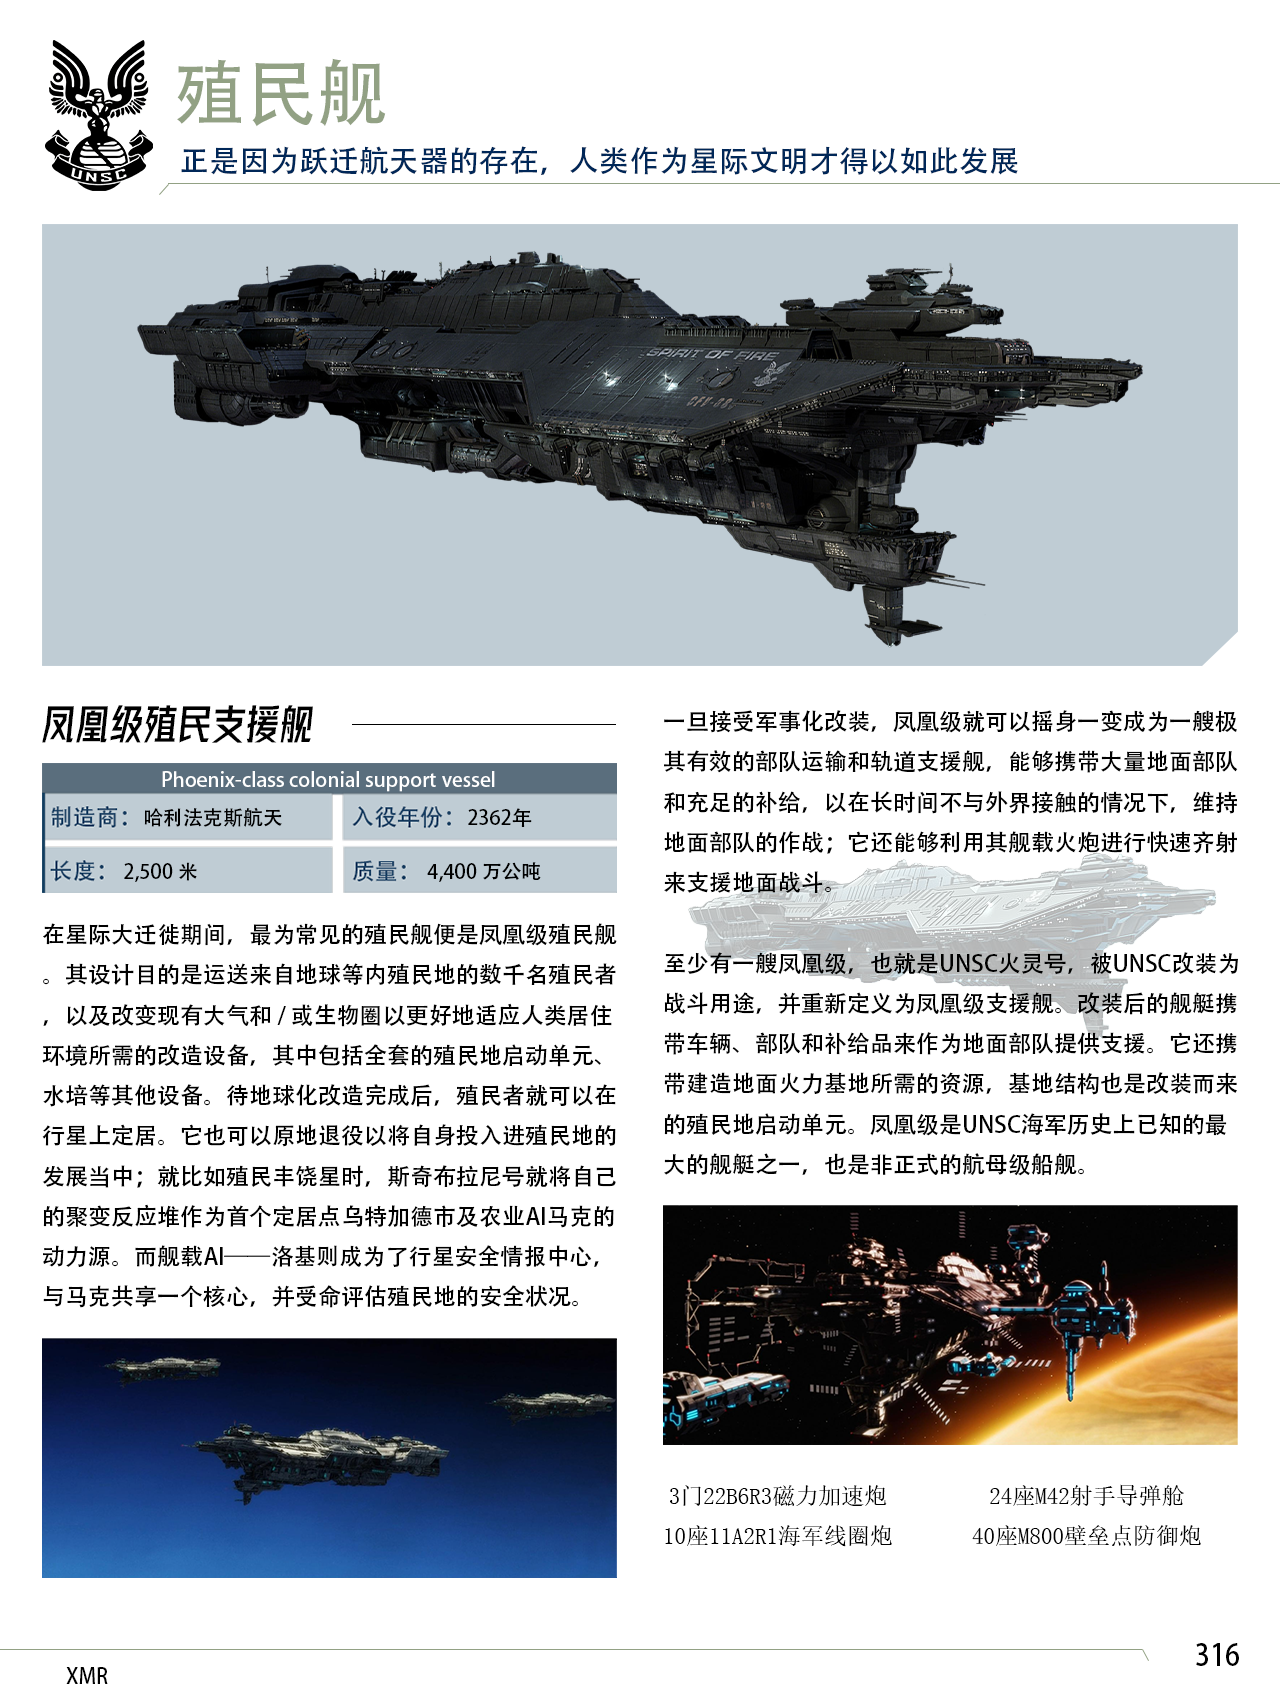 殖民舰
正是因为跃迁航天器的存在，人类作为星际文明才得以如此发展
UNSC
SPIRIT OF FIRE
凤凰级殖民支援舰
Phoenix-class colonial support vessel
制造商：哈利法克斯航天
入役年份：2362年
长度：2,500 米
质量：4,400 万公吨
在星际大迁徙期间，最为常见的殖民舰便是凤凰级殖民舰
。其设计目的是运送来自地球等内殖民地的数千名殖民者
，以及改变现有大气和 / 或生物圈以更好地适应人类居住
环境所需的改造设备，其中包括全套的殖民地启动单元、
水培等其他设备。待地球化改造完成后，殖民者就可以在
行星上定居。它也可以原地退役以将自身投入进殖民地的
发展当中；就比如殖民丰饶星时，斯奇布拉尼号就将自己
的聚变反应堆作为首个定居点乌特加德市及农业AI马克的
动力源。而舰载AI——洛基则成为了行星安全情报中心，
与马克共享一个核心，并受命评估殖民地的安全状况。
一旦接受军事化改装，凤凰级就可以摇身一变成为一艘极
其有效的部队运输和轨道支援舰，能够携带大量地面部队
和充足的补给，以在长时间不与外界接触的情况下，维持
地面部队的作战；它还能够利用其舰载火炮进行快速齐射
来支援地面战斗。
至少有一艘凤凰级，也就是UNSC火灵号，被UNSC改装为
战斗用途，并重新定义为凤凰级支援舰。改装后的舰艇携
带车辆、部队和补给品来作为地面部队提供支援。它还携
带建造地面火力基地所需的资源，基地结构也是改装而来
的殖民地启动单元。凤凰级是UNSC海军历史上已知的最
大的舰艇之一，也是非正式的航母级船舰。
3门22B6R3磁力加速炮
24座M42射手导弹舱
10座11A2R1海军线圈炮
40座M800壁垒点防御炮
XMR
316